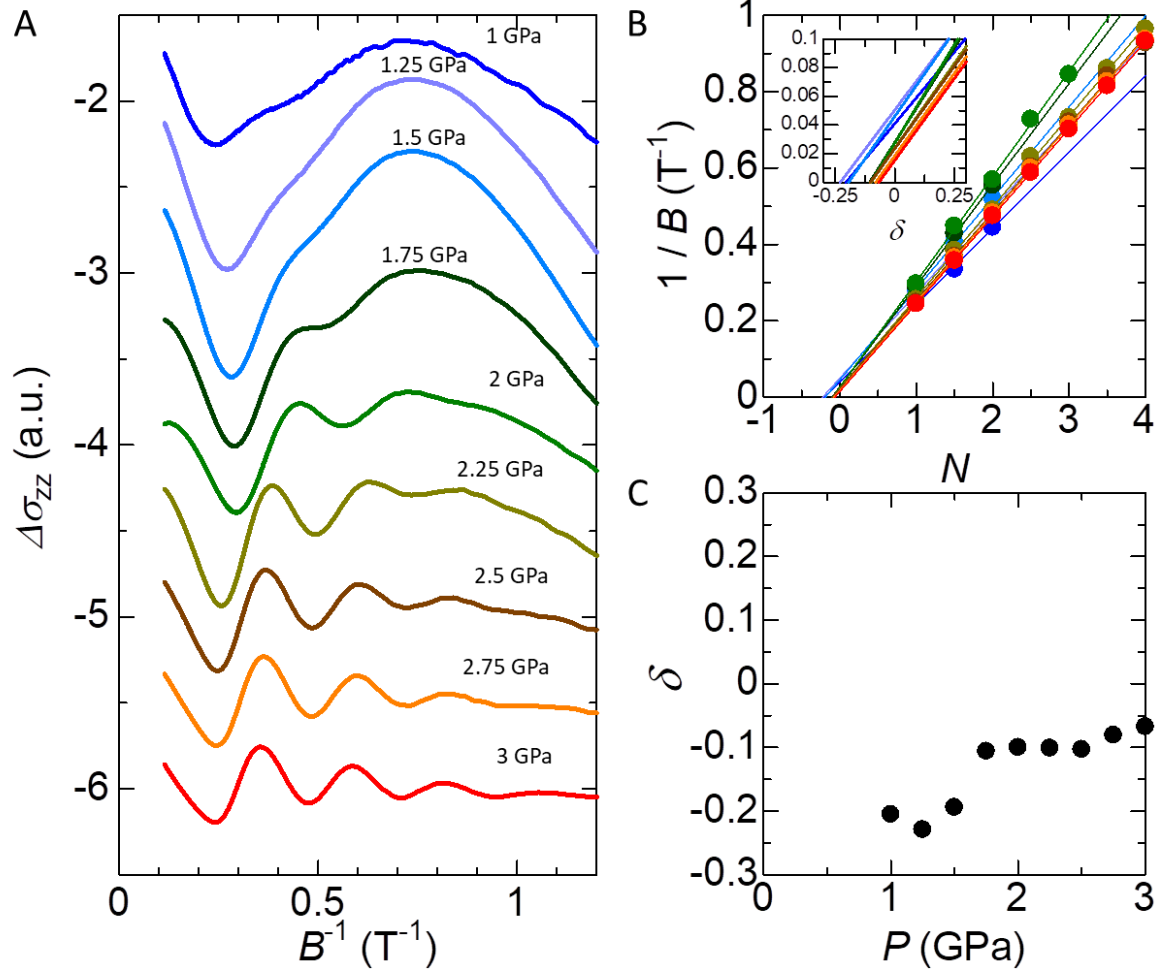 A
1 GPa
1.25 GPa
1.5 GPa
1.75 GPa
2 GPa
2.25 GPa
2.5 GPa
2.75 GPa
3 GPa
-2
-3
-4
-5
-6
Δσzz (a.u.)
0 0.5 1
B-1 (T-1)
B
1
0.8
0.6
0.4
0.2
0
1 / B (T-1)
-1 0 1 2 3 4
N
0.1
0.08
0.06
0.04
0.02
0
-0.25 0 0.25
δ
C
0.3
0.2
0.1
0
-0.1
-0.2
-0.3
δ
0 1 2 3
P (GPa)